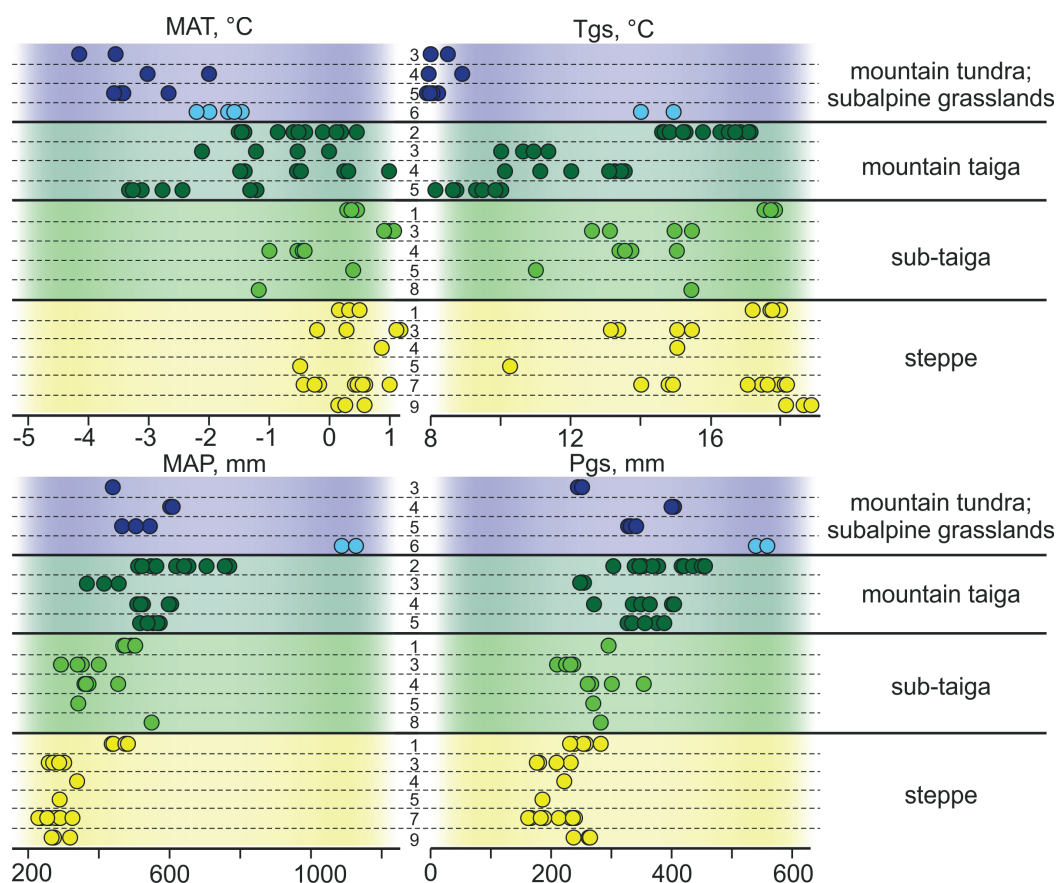 MAT, °C
Tgs, °C
3
4
5
6
mountain tundra;
subalpine grasslands
2
3
4
5
mountain taiga
1
3
4
5
8
sub-taiga
1
3
4
5
7
9
steppe
-5 -4 -3 -2 -1 0 1
8 12 16
MAP, mm
Pgs, mm
3
4
5
6
mountain tundra;
subalpine grasslands
2
3
4
5
mountain taiga
1
3
4
5
8
sub-taiga
1
3
4
5
7
9
steppe
200 600 1000
0 200 400 600